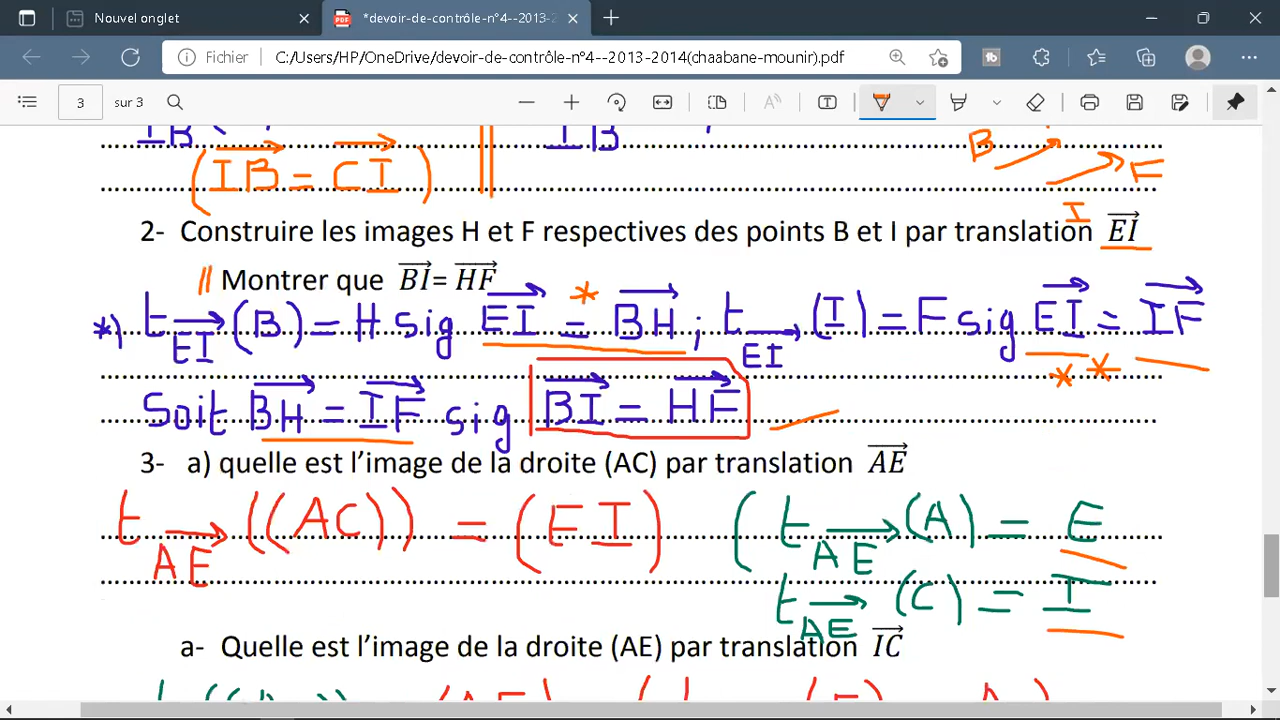 Nouvel onglet
*devoir-de-contrôle-n°4--2013-2
Fichier C:/Users/HP/OneDrive/devoir-de-contrôle-n°4--2013-2014(chaabane-mounir).pdf
3 sur 3
IB IB B
(IB = CI) F
I
2- Construire les images H et F respectives des points B et I par translation EI
|| Montrer que BI= HF
*) t EI (B) = H sig EI = BH ; t EI (I) = F sig EI = IF
* **
Soit BH = IF sig BI = HF
3- a) quelle est l’image de la droite (AC) par translation AE
t AE ((AC)) = (EI) ( t AE (A) = E
t AE (C) = I
a- Quelle est l’image de la droite (AE) par translation IC